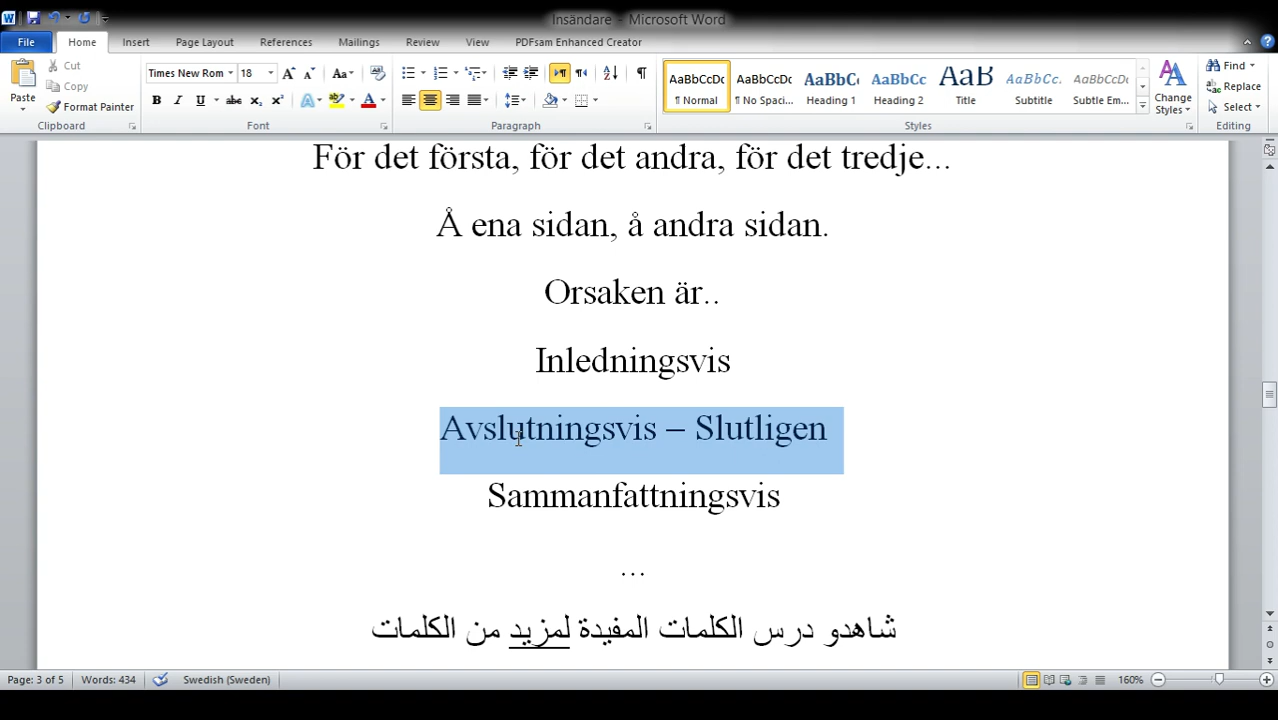 Insändare - Microsoft Word
File Home Insert Page Layout References Mailings Review View PDFsam Enhanced Creator
Cut
Copy
Format Painter
Paste
Clipboard
Times New Rom 18
Font
Paragraph
AaBbCcDc AaBbCcDc AaBbC AaBbCc AaB AaBbCc. AaBbCcDc
¶ Normal ¶ No Spaci... Heading 1 Heading 2 Title Subtitle Subtle Em...
Change Styles
Styles
Find
Replace
Select
Editing
För det första, för det andra, för det tredje...
Å ena sidan, å andra sidan.
Orsaken är..
Inledningsvis
Avslutningsvis – Slutligen
Sammanfattningsvis
...
شاهدو درس الكلمات المفيدة لمزيد من الكلمات
Page: 3 of 5 Words: 434 Swedish (Sweden) 160%